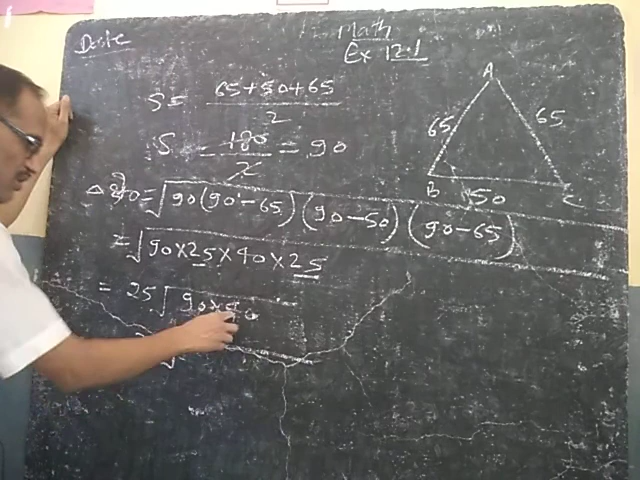 Date
Math
Ex 12.1
S = 65+50+65 / 2
S = 180 / 2 = 90
A
65
65
B
50
C
= √90(90-65)(90-50)(90-65)
= √90×25×40×25
= 25√90×40